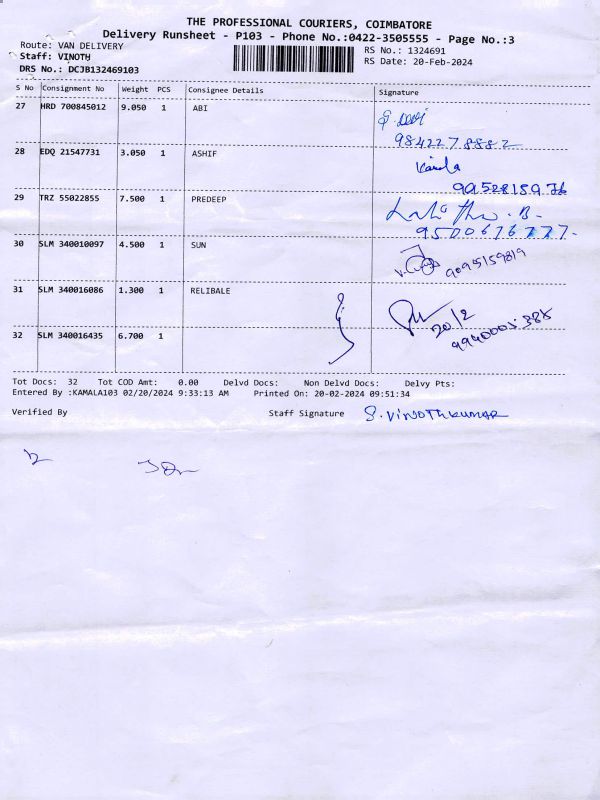 THE PROFESSIONAL COURIERS, COIMBATORE
Delivery Runsheet - P103 - Phone No.:0422-3505555 - Page No.:3
Route: VAN DELIVERY
RS No.: 1324691
Staff: VINOTH
RS Date: 20-Feb-2024
DRS No.: DCJB132469103
S No Consignment No Weight PCS Consignee Details Signature
27 HRD 700845012 9.050 1 ABI
9842278882
28 EDQ 21547731 3.050 1 ASHIF
29 TRZ 55022855 7.500 1 PREDEEP
9500676777.
30 SLM 340010097 4.500 1 SUN
9095159819
31 SLM 340016086 1.300 1 RELIBALE
20/2
32 SLM 340016435 6.700 1
Tot Docs: 32 Tot COD Amt: 0.00 Delvd Docs: Non Delvd Docs: Delvy Pts:
Entered By :KAMALA103 02/20/2024 9:33:13 AM Printed On: 20-02-2024 09:51:34
Verified By Staff Signature S. VINOTHKUMAR